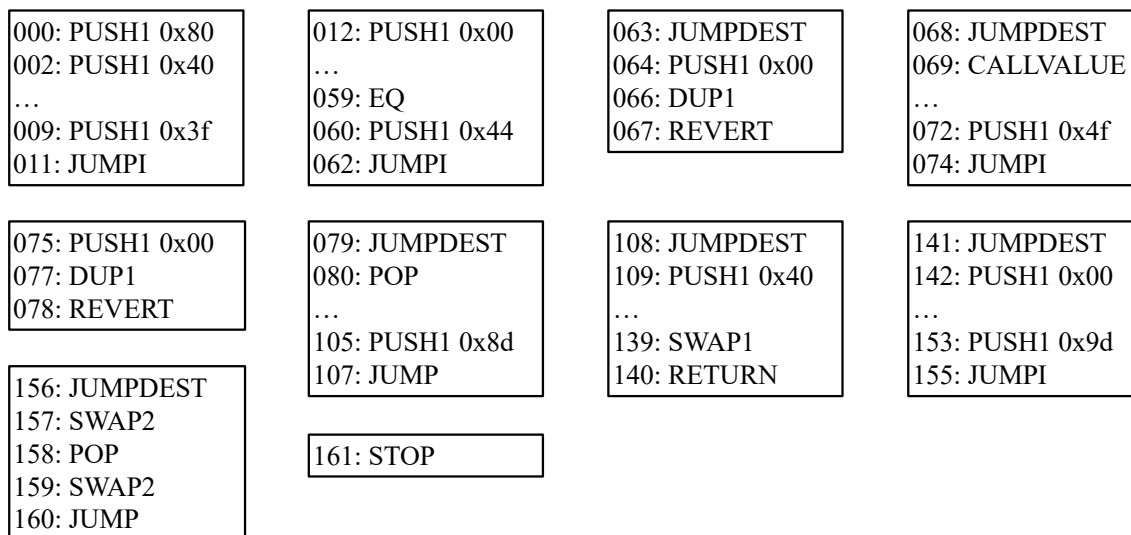 000: PUSH1 0x80
002: PUSH1 0x40
…
009: PUSH1 0x3f
011: JUMPI
012: PUSH1 0x00
…
059: EQ
060: PUSH1 0x44
062: JUMPI
063: JUMPDEST
064: PUSH1 0x00
066: DUP1
067: REVERT
068: JUMPDEST
069: CALLVALUE
…
072: PUSH1 0x4f
074: JUMPI
075: PUSH1 0x00
077: DUP1
078: REVERT
079: JUMPDEST
080: POP
…
105: PUSH1 0x8d
107: JUMP
108: JUMPDEST
109: PUSH1 0x40
…
139: SWAP1
140: RETURN
141: JUMPDEST
142: PUSH1 0x00
…
153: PUSH1 0x9d
155: JUMPI
156: JUMPDEST
157: SWAP2
158: POP
159: SWAP2
160: JUMP
161: STOP